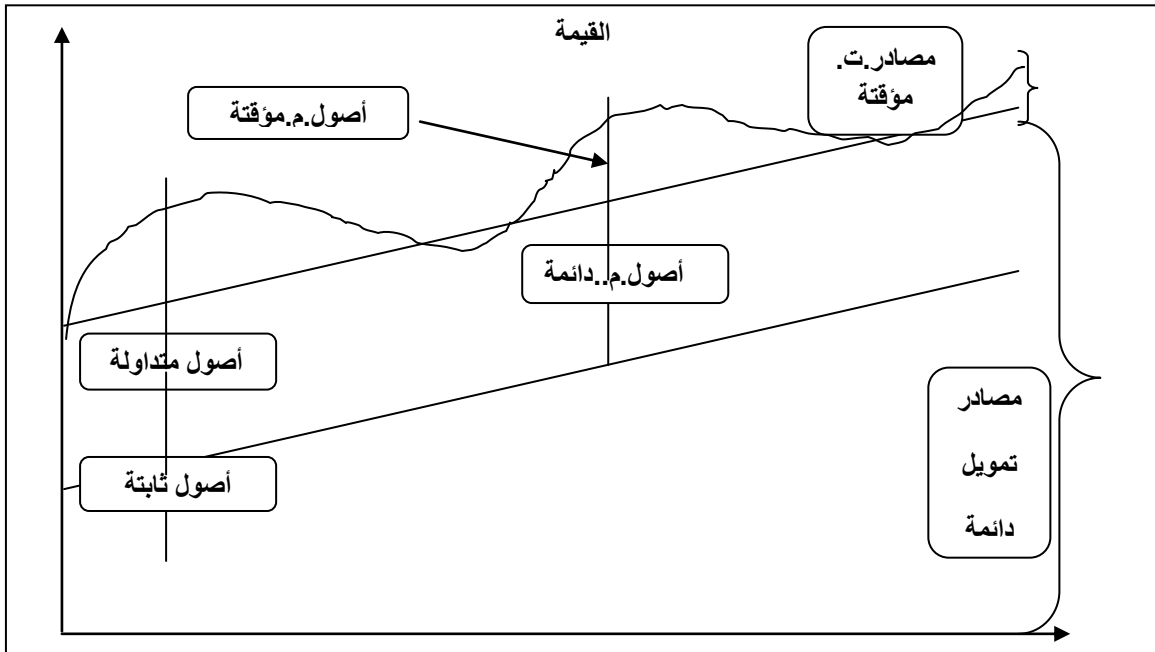 القيمة
مصادر.ت.
مؤقتة
أصول.م.مؤقتة
أصول.م..دائمة
أصول متداولة
أصول ثابتة
مصادر
تمويل
دائمة